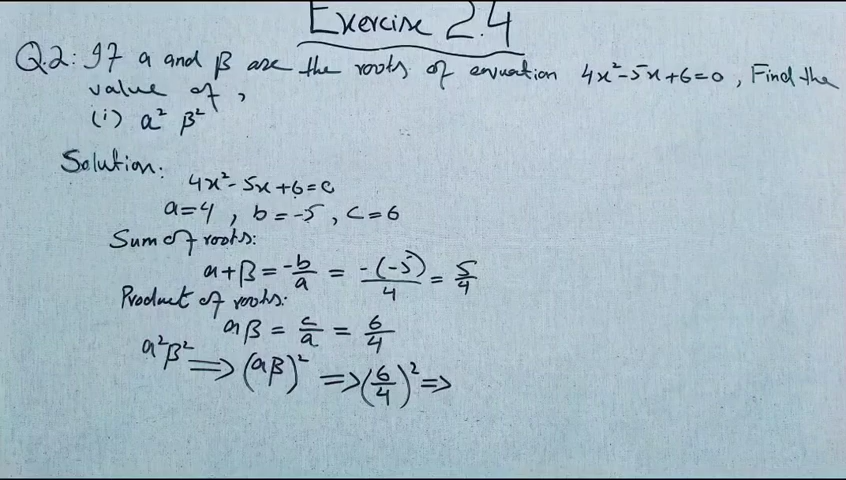 Exercise 2.4
Q.2: If α and β are the roots of equation 4x²-5x+6=0, Find the
value of,
(i) α² β²
Solution:
4x²-5x+6=0
a=4, b=-5, c=6
Sum of roots:
α+β = -b/a = -(-5)/4 = 5/4
Product of roots:
αβ = c/a = 6/4
α²β² ⇒ (αβ)² ⇒ (6/4)² ⇒